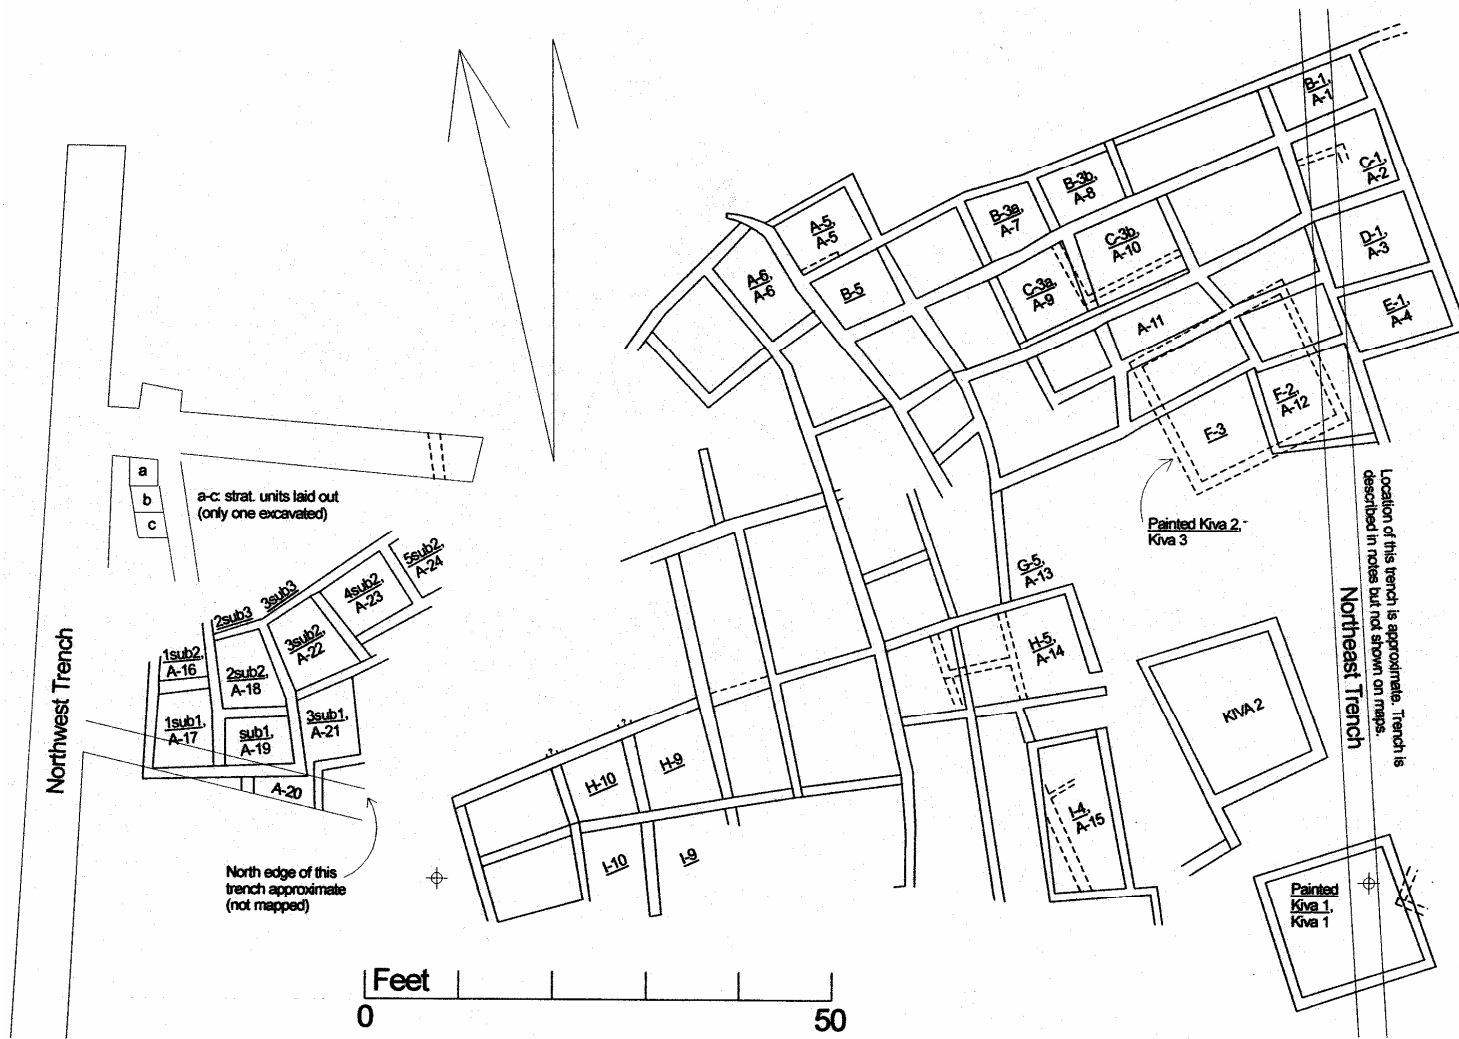 B-1,
A-1
C-1,
A-2
D-1,
A-3
E-1,
A-4
B-3b,
A-8
B-3a,
A-7
C-3b,
A-10
C-3a,
A-9
A-5,
A-5
A-6,
A-6
B-5
A-11
F-2,
A-12
F-3
Painted Kiva 2,
Kiva 3
Location of this trench is approximate. Trench is
described in notes but not shown on maps.
Northeast Trench
a
b
c
a-c: strat. units laid out
(only one excavated)
5sub2,
A-24
4sub2,
A-23
3sub3
2sub3
3sub2,
A-22
1sub2,
A-16
2sub2,
A-18
1sub1,
A-17
sub1,
A-19
3sub1,
A-21
A-20
Northwest Trench
North edge of this
trench approximate
(not mapped)
G-5,
A-13
H-5,
A-14
KIVA 2
?
?
H-10
H-9
I-10
I-9
I-4,
A-15
Painted
Kiva 1,
Kiva 1
Feet
0
50